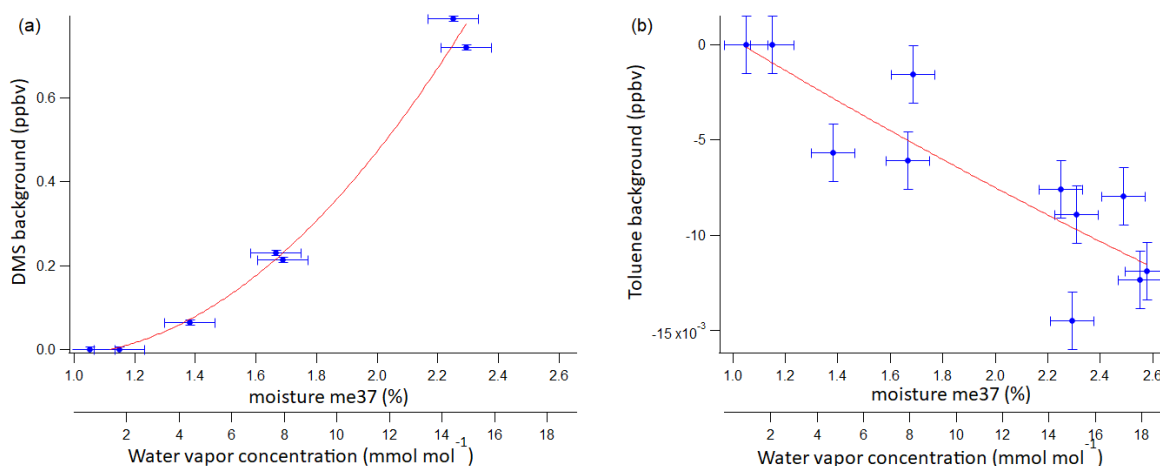 (a)
DMS background (ppbv)
0.6
0.4
0.2
0.0
1.0 1.2 1.4 1.6 1.8 2.0 2.2 2.4 2.6
moisture me37 (%)
2 4 6 8 10 12 14 16 18
Water vapor concentration (mmol mol⁻¹)
(b)
Toluene background (ppbv)
0
-5
-10
-15 x10⁻³
1.0 1.2 1.4 1.6 1.8 2.0 2.2 2.4 2.6
moisture me37 (%)
2 4 6 8 10 12 14 16 18
Water vapor concentration (mmol mol⁻¹)